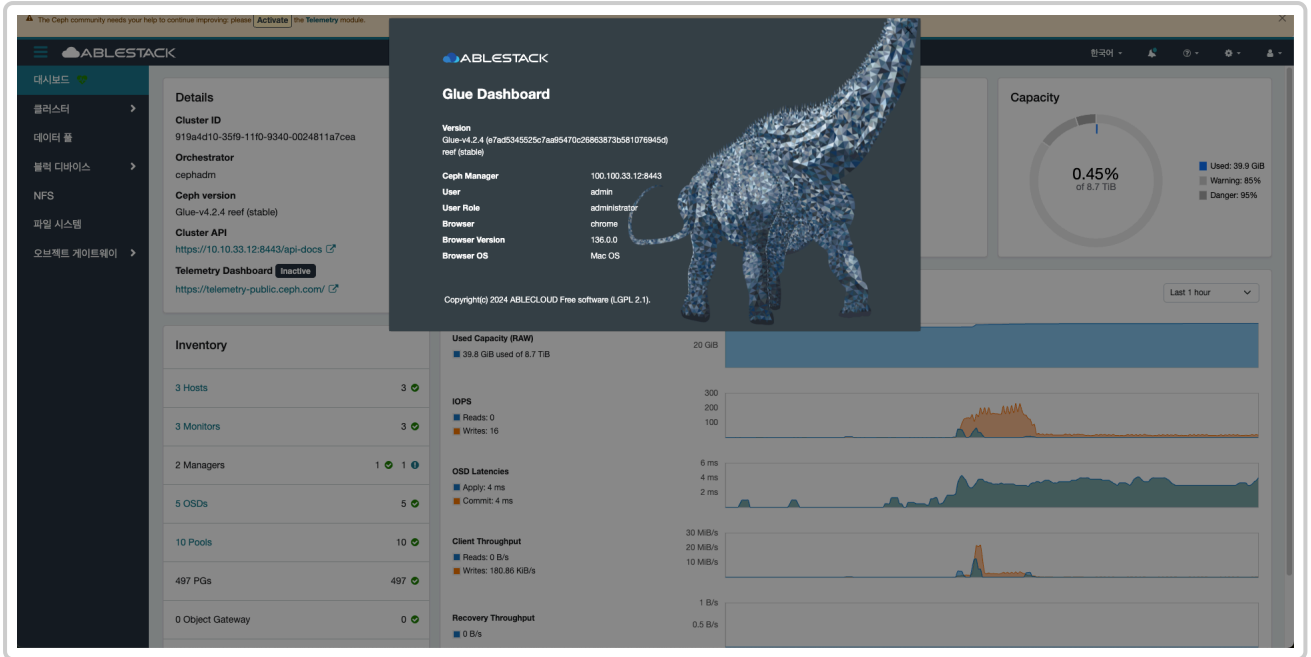 The Ceph community needs your help to continue improving: please Activate the Telemetry module.
ABLESTACK
한국어
대시보드
클러스터
데이터 풀
블럭 디바이스
NFS
파일 시스템
오브젝트 게이트웨이
Details
Cluster ID
919a4d10-35f9-11f0-9340-0024811a7cea
Orchestrator
cephadm
Ceph version
Glue-v4.2.4 reef (stable)
Cluster API
https://10.10.33.12:8443/api-docs
Telemetry Dashboard Inactive
https://telemetry-public.ceph.com/
ABLESTACK
Glue Dashboard
Version
Glue-v4.2.4 (e7ad5345525c7aa95470c26863873b581076945d)
reef (stable)
Ceph Manager 100.100.33.12:8443
User admin
User Role administrator
Browser chrome
Browser Version 136.0.0
Browser OS Mac OS
Copyright(c) 2024 ABLECLOUD Free software (LGPL 2.1).
Capacity
0.45%
of 8.7 TiB
Used: 39.9 GiB
Warning: 85%
Danger: 95%
Last 1 hour
Inventory
3 Hosts 3
3 Monitors 3
2 Managers 1 1
5 OSDs 5
10 Pools 10
497 PGs 497
0 Object Gateway 0
Used Capacity (RAW)
39.8 GiB used of 8.7 TiB
20 GiB
IOPS
Reads: 0
Writes: 16
300
200
100
OSD Latencies
Apply: 4 ms
Commit: 4 ms
6 ms
4 ms
2 ms
Client Throughput
Reads: 0 B/s
Writes: 180.86 KiB/s
30 MiB/s
20 MiB/s
10 MiB/s
Recovery Throughput
0 B/s
1 B/s
0.5 B/s